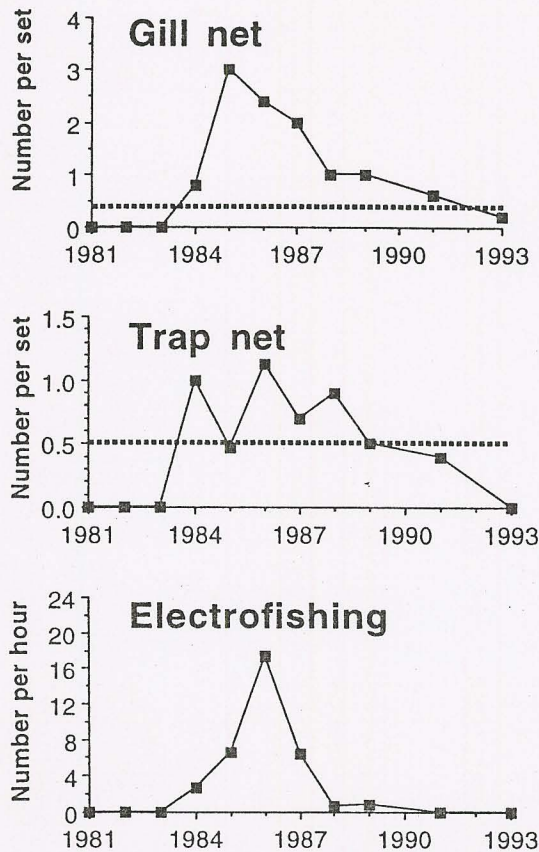 Gill net
Number per set
4
3
2
1
0
1981 1984 1987 1990 1993
Trap net
Number per set
1.5
1.0
0.5
0.0
1981 1984 1987 1990 1993
Electrofishing
Number per hour
24
20
16
12
8
4
0
1981 1984 1987 1990 1993